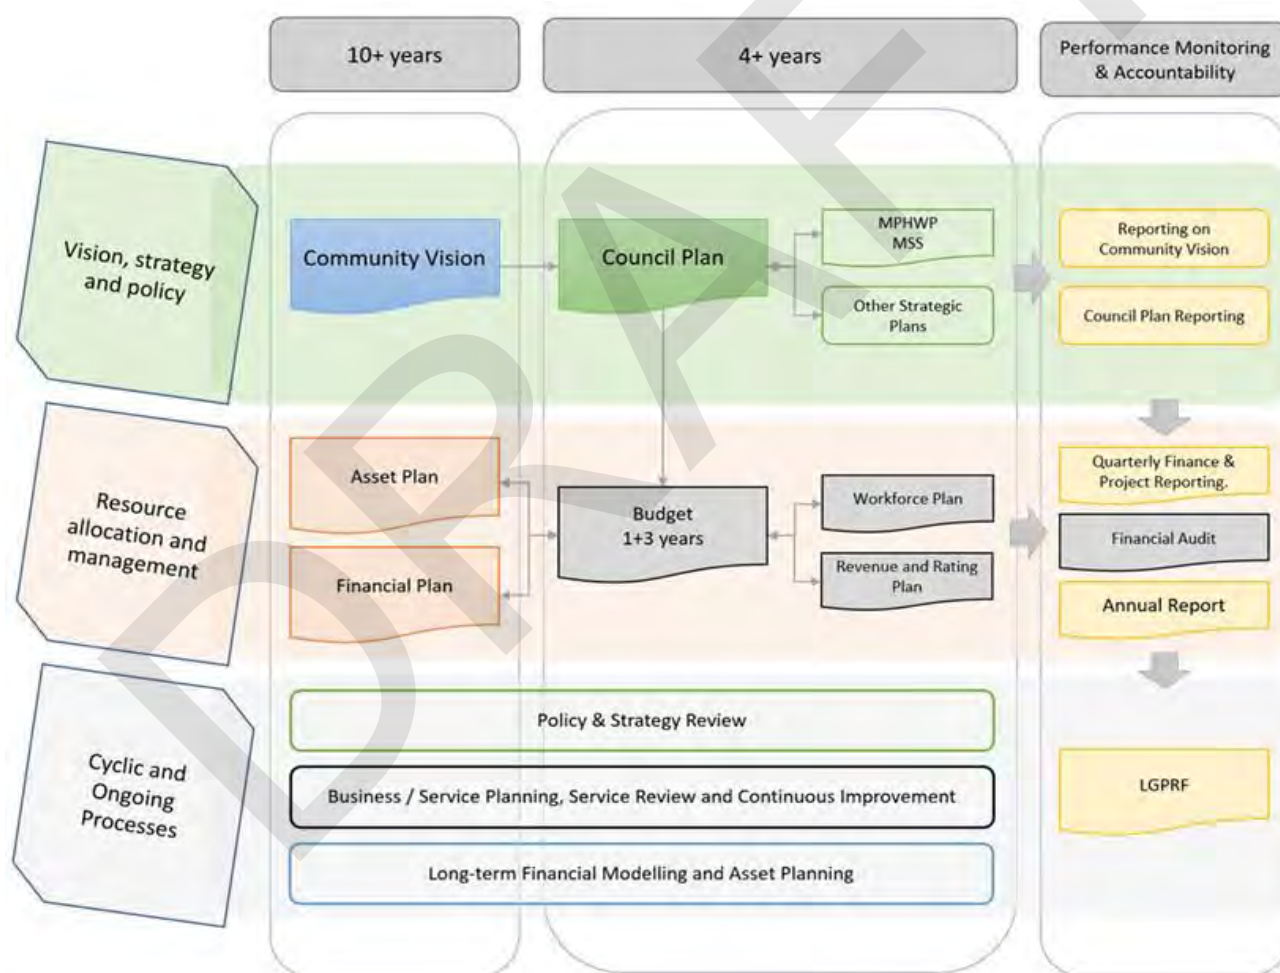 10+ years
4+ years
Performance Monitoring
& Accountability
Vision, strategy
and policy
Community Vision
Council Plan
MPHWP
MSS
Other Strategic
Plans
Reporting on
Community Vision
Council Plan Reporting
Resource
allocation and
management
Asset Plan
Financial Plan
Budget
1+3 years
Workforce Plan
Revenue and Rating
Plan
Quarterly Finance &
Project Reporting.
Financial Audit
Annual Report
Cyclic and
Ongoing
Processes
Policy & Strategy Review
Business / Service Planning, Service Review and Continuous Improvement
Long-term Financial Modelling and Asset Planning
LGPRF
DRAFT